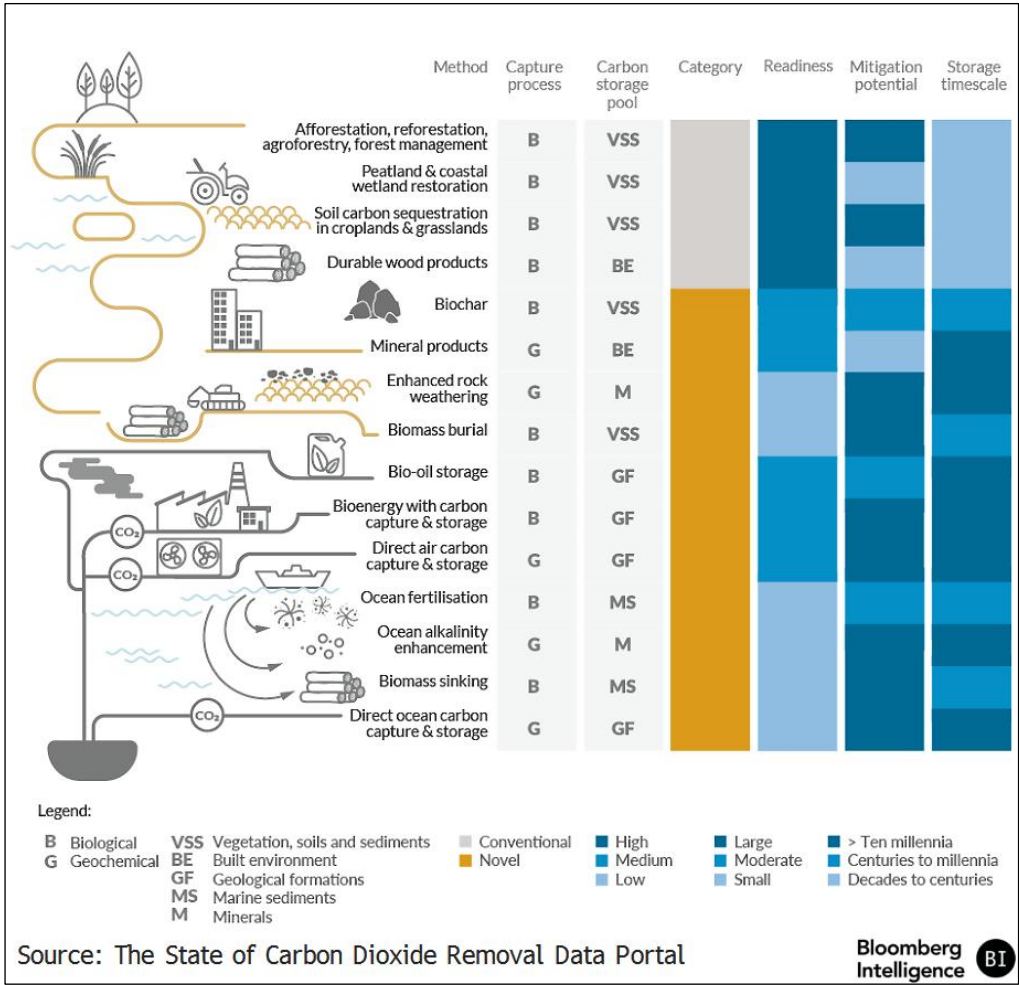 Method
Capture
process
Carbon
storage
pool
Category
Readiness
Mitigation
potential
Storage
timescale
Afforestation, reforestation,
agroforestry, forest management
B
VSS
Peatland & coastal
wetland restoration
B
VSS
Soil carbon sequestration
in croplands & grasslands
B
VSS
Durable wood products
B
BE
Biochar
B
VSS
Mineral products
G
BE
Enhanced rock
weathering
G
M
Biomass burial
B
VSS
Bio-oil storage
B
GF
Bioenergy with carbon
capture & storage
B
GF
CO₂
Direct air carbon
capture & storage
G
GF
CO₂
Ocean fertilisation
B
MS
Ocean alkalinity
enhancement
G
M
Biomass sinking
B
MS
Direct ocean carbon
capture & storage
G
GF
CO₂
Legend:
B Biological
G Geochemical
VSS Vegetation, soils and sediments
BE Built environment
GF Geological formations
MS Marine sediments
M Minerals
Conventional
Novel
High
Medium
Low
Large
Moderate
Small
> Ten millennia
Centuries to millennia
Decades to centuries
Source: The State of Carbon Dioxide Removal Data Portal
Bloomberg
Intelligence
BI